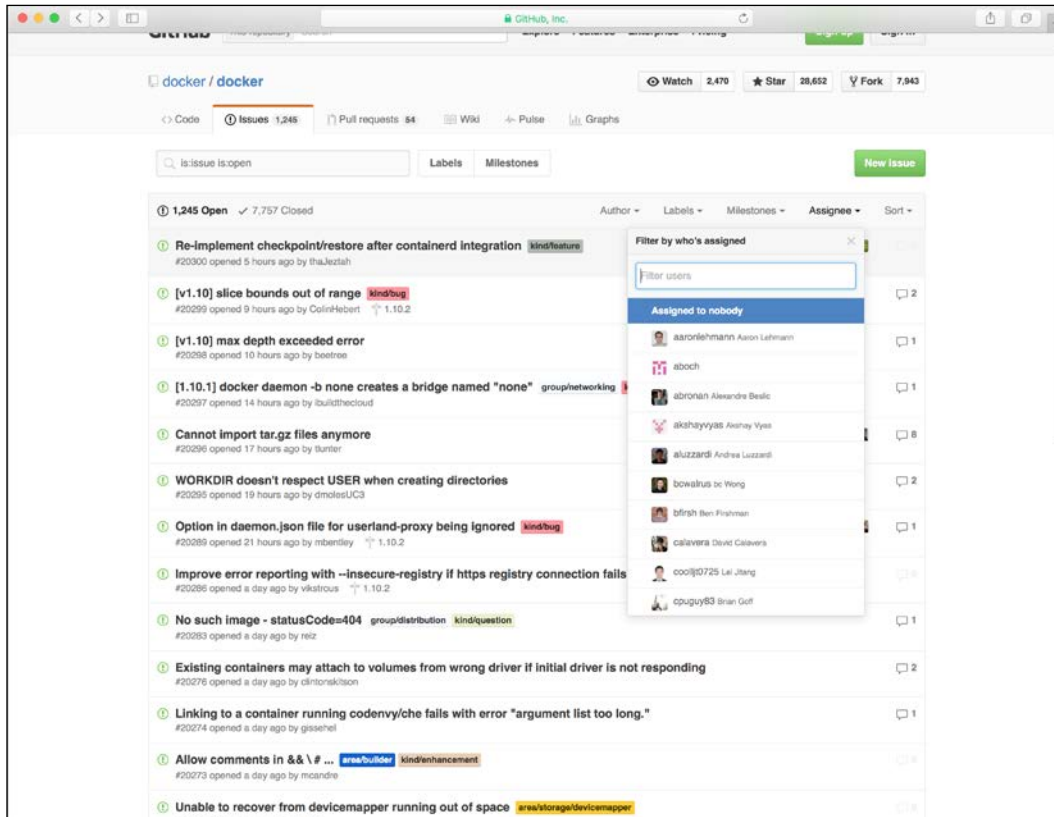 GitHub, Inc.
docker / docker
Watch 2,470 Star 28,652 Fork 7,943
Code Issues 1,245 Pull requests 54 Wiki Pulse Graphs
is:issue is:open Labels Milestones New issue
1,245 Open 7,757 Closed Author Labels Milestones Assignee Sort
Re-implement checkpoint/restore after containerd integration kind/feature
#20300 opened 5 hours ago by thaJeztah
[v1.10] slice bounds out of range kind/bug 2
#20299 opened 9 hours ago by ColinHebert 1.10.2
[v1.10] max depth exceeded error 1
#20298 opened 10 hours ago by beetree
[1.10.1] docker daemon -b none creates a bridge named "none" group/networking 1
#20297 opened 14 hours ago by ibuildthecloud
Cannot import tar.gz files anymore 8
#20296 opened 17 hours ago by tlunter
WORKDIR doesn't respect USER when creating directories 2
#20295 opened 19 hours ago by dmolesUC3
Option in daemon.json file for userland-proxy being ignored kind/bug 1
#20289 opened 21 hours ago by mbentley 1.10.2
Improve error reporting with --insecure-registry if https registry connection fails
#20286 opened a day ago by vikstrous 1.10.2
No such image - statusCode=404 group/distribution kind/question 1
#20283 opened a day ago by reiz
Existing containers may attach to volumes from wrong driver if initial driver is not responding 2
#20276 opened a day ago by clintonskitson
Linking to a container running codenvy/che fails with error "argument list too long." 1
#20274 opened a day ago by gissehel
Allow comments in && \ # ... area/builder kind/enhancement
#20273 opened a day ago by mcandre
Unable to recover from devicemapper running out of space area/storage/devicemapper
Filter by who's assigned
Filter users
Assigned to nobody
aaronlehmann Aaron Lehmann
aboch
abronan Alexandre Beslic
akshayvyas Akshay Vyas
aluzzardi Andrea Luzzardi
bcwalrus bc Wong
bfirsh Ben Firshman
calavera David Calavera
coolljt0725 Lei Jitang
cpuguy83 Brian Goff